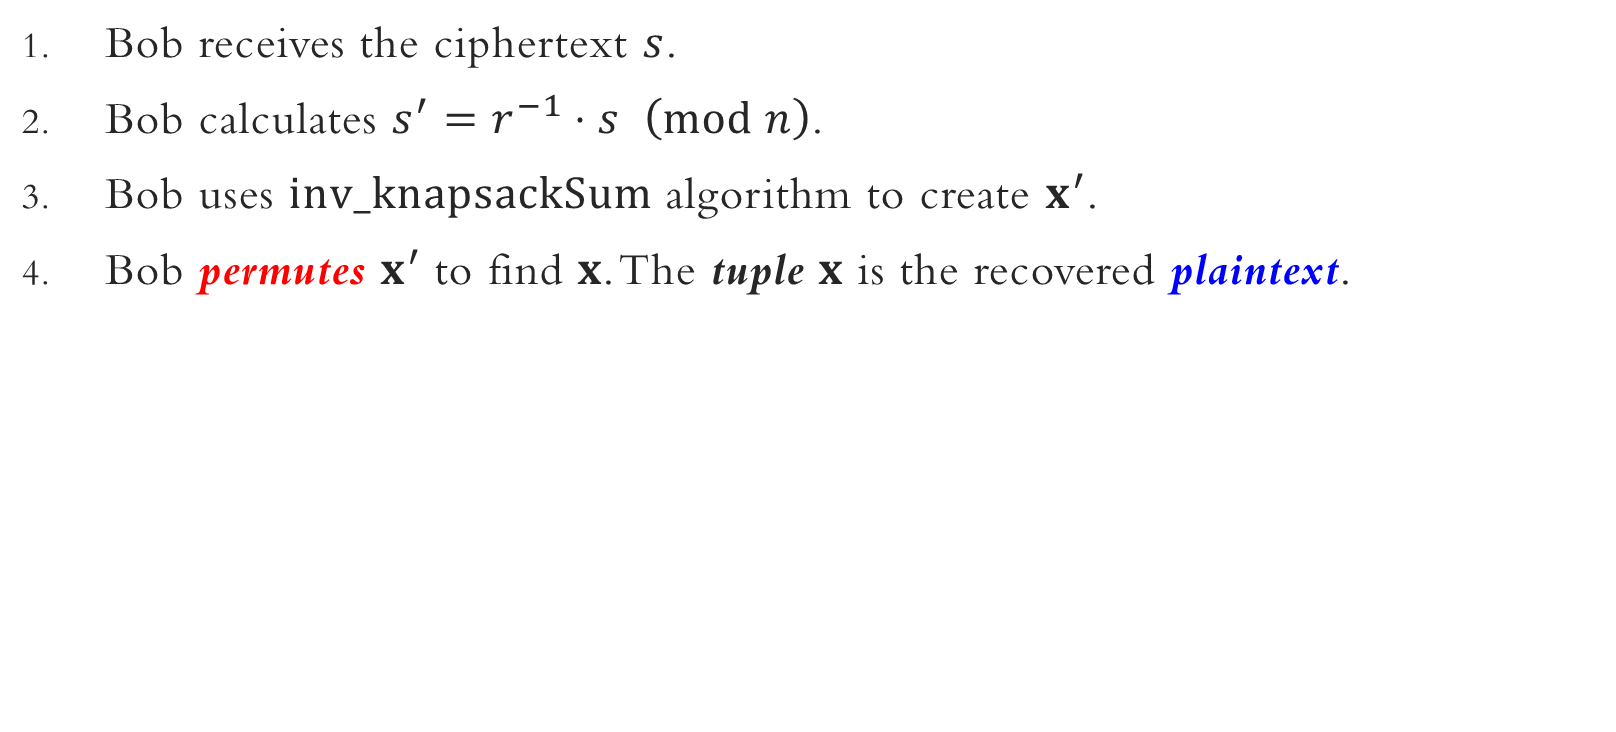 1. Bob receives the ciphertext s.
2. Bob calculates s′ = r⁻¹ · s (mod n).
3. Bob uses inv_knapsackSum algorithm to create x′.
4. Bob permutes x′ to find x. The tuple x is the recovered plaintext.